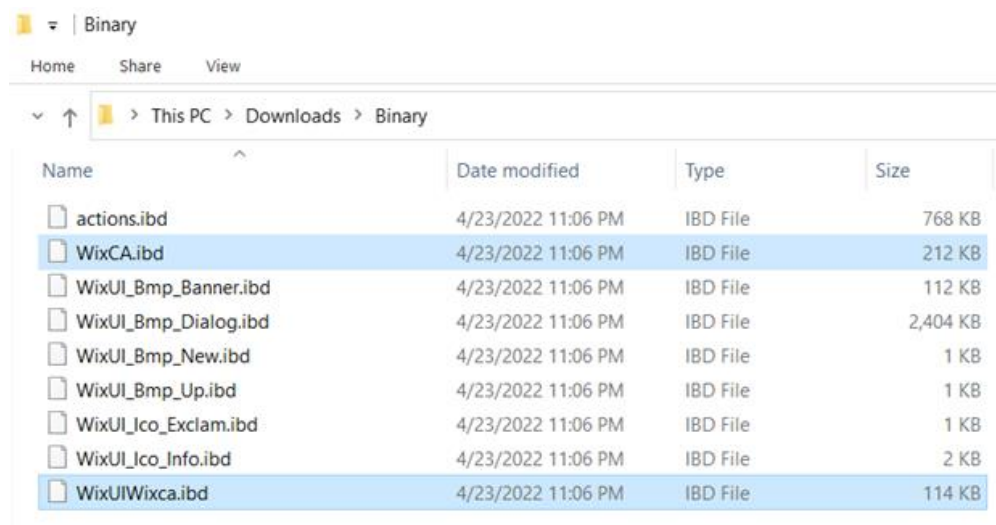 Binary
Home Share View
This PC > Downloads > Binary
Name Date modified Type Size
actions.ibd 4/23/2022 11:06 PM IBD File 768 KB
WixCA.ibd 4/23/2022 11:06 PM IBD File 212 KB
WixUI_Bmp_Banner.ibd 4/23/2022 11:06 PM IBD File 112 KB
WixUI_Bmp_Dialog.ibd 4/23/2022 11:06 PM IBD File 2,404 KB
WixUI_Bmp_New.ibd 4/23/2022 11:06 PM IBD File 1 KB
WixUI_Bmp_Up.ibd 4/23/2022 11:06 PM IBD File 1 KB
WixUI_Ico_Exclam.ibd 4/23/2022 11:06 PM IBD File 1 KB
WixUI_Ico_Info.ibd 4/23/2022 11:06 PM IBD File 2 KB
WixUIWixca.ibd 4/23/2022 11:06 PM IBD File 114 KB